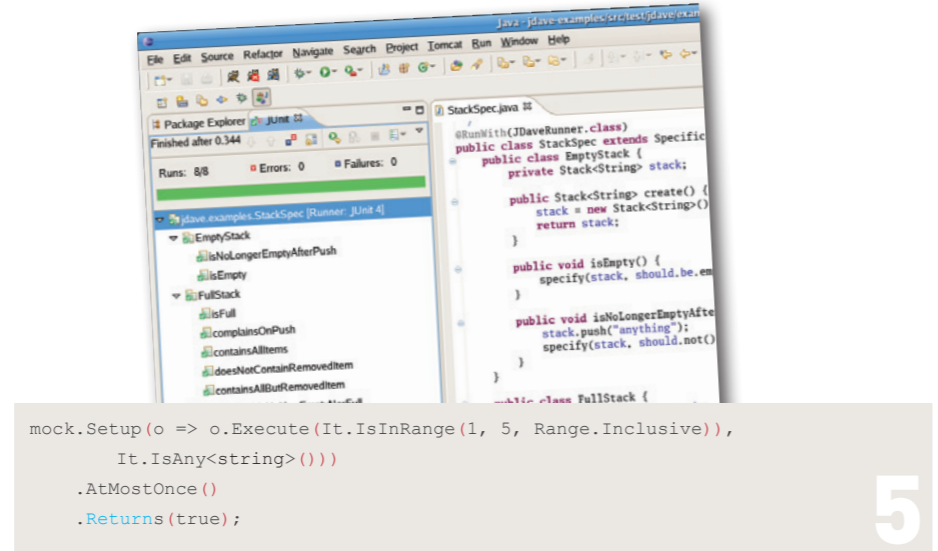 Java - jdave-examples/src/test/jdave/exam
File Edit Source Refactor Navigate Search Project Tomcat Run Window Help
Package Explorer JUnit
StackSpec.java
Finished after 0.344
Runs: 8/8 Errors: 0 Failures: 0
jdave.examples.StackSpec [Runner: JUnit 4]
EmptyStack
isNoLongerEmptyAfterPush
isEmpty
FullStack
isFull
complainsOnPush
containsAllItems
doesNotContainRemovedItem
containsAllButRemovedItem
@RunWith(JDaveRunner.class)
public class StackSpec extends Specific
public class EmptyStack {
private Stack<String> stack;
public Stack<String> create() {
stack = new Stack<String>()
return stack;
}
public void isEmpty() {
specify(stack, should.be.em
}
public void isNoLongerEmptyAfte
stack.push("anything");
specify(stack, should.not()
}
}
public class FullStack {
mock.Setup(o => o.Execute(It.IsInRange(1, 5, Range.Inclusive)),
It.IsAny<string>()))
.AtMostOnce()
.Returns(true);
5